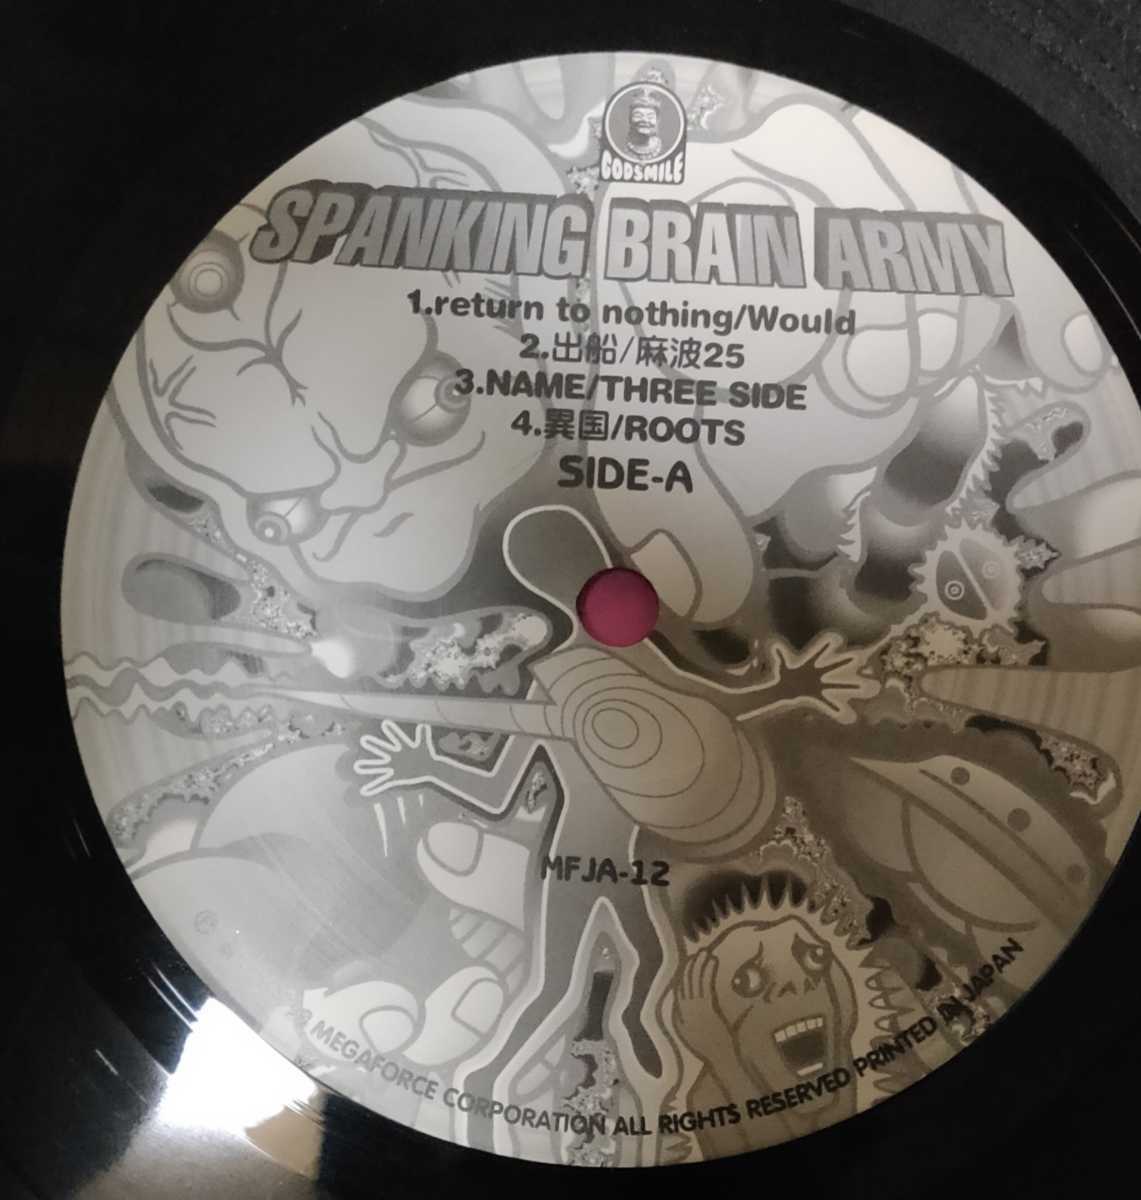 GODSMILE
SPANKING BRAIN ARMY
1.return to nothing/Would
2.出船/麻波25
3.NAME/THREE SIDE
4.異国/ROOTS
SIDE-A
MFJA-12
MEGAFORCE CORPORATION ALL RIGHTS RESERVED PRINTED IN JAPAN